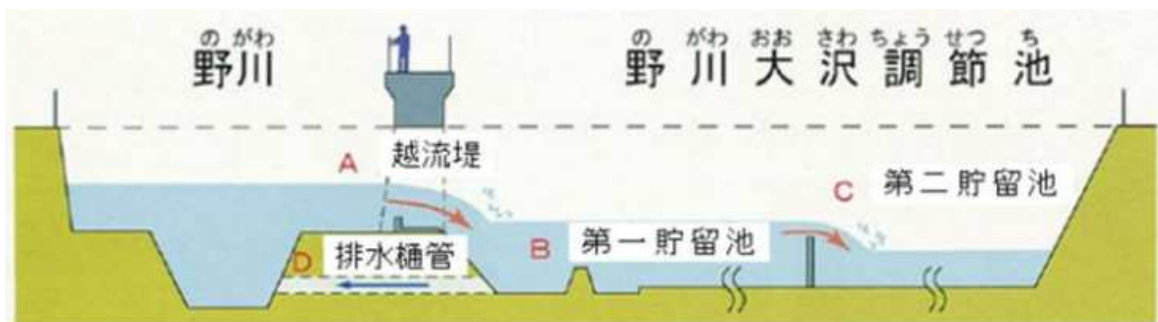 の がわ
野川
の がわ おお さわ ちょう せつ ち
野川大沢調節池
A
越流堤
C
第二貯留池
B
第一貯留池
D
排水樋管